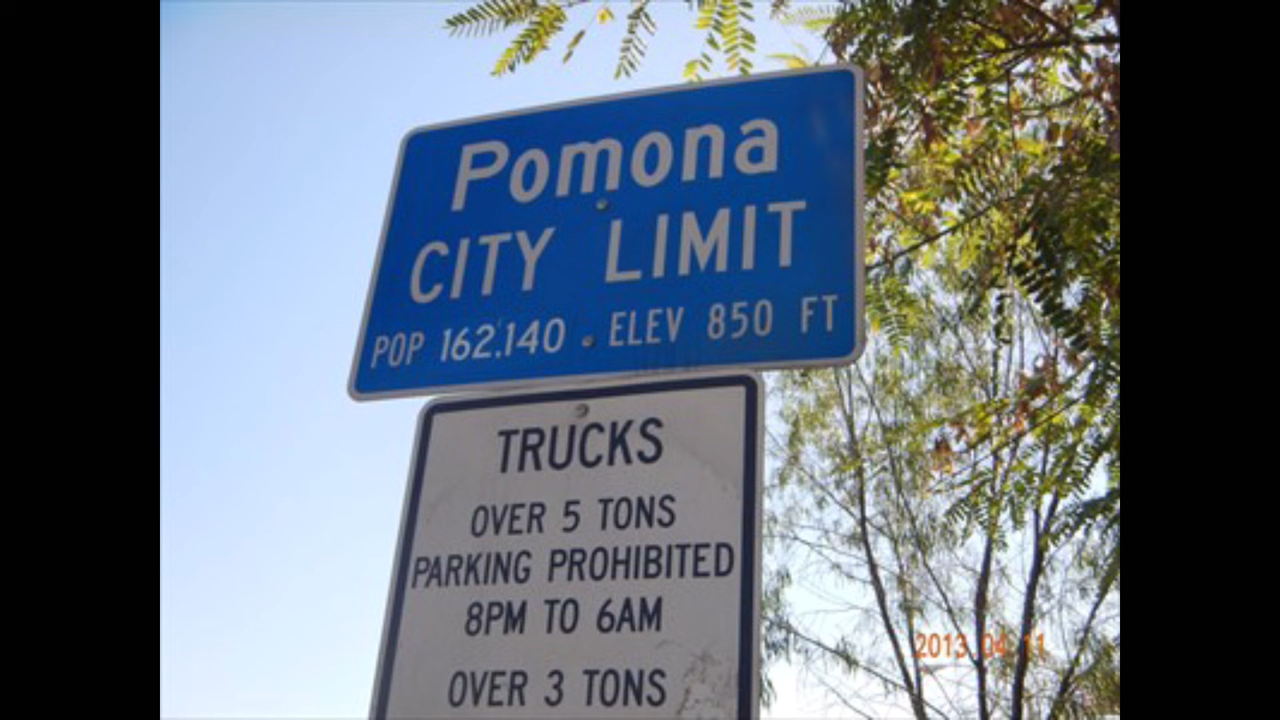 Pomona
CITY LIMIT
POP 162,140 . ELEV 850 FT
TRUCKS
OVER 5 TONS
PARKING PROHIBITED
8PM TO 6AM
OVER 3 TONS
2013 04 11